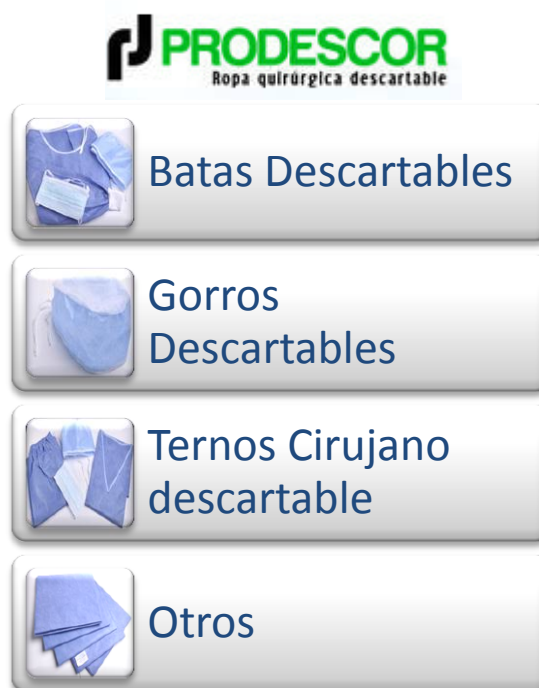 PRODESCOR
Ropa quirúrgica descartable
Batas Descartables
Gorros
Descartables
Ternos Cirujano
descartable
Otros